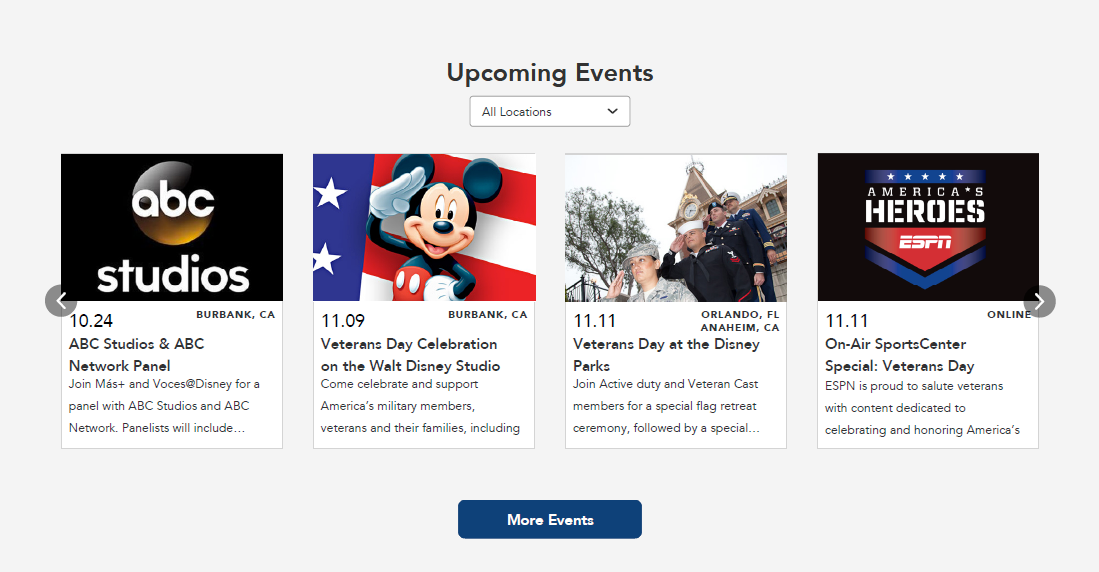 Upcoming Events
All Locations
abc
studios
10.24
BURBANK, CA
ABC Studios & ABC
Network Panel
Join Más+ and Voces@Disney for a
panel with ABC Studios and ABC
Network. Panelists will include…
11.09
BURBANK, CA
Veterans Day Celebration
on the Walt Disney Studio
Come celebrate and support
America’s military members,
veterans and their families, including
11.11
ORLANDO, FL
ANAHEIM, CA
Veterans Day at the Disney
Parks
Join Active duty and Veteran Cast
members for a special flag retreat
ceremony, followed by a special…
AMERICA★S
HEROES
ESPN
11.11
ONLINE
On-Air SportsCenter
Special: Veterans Day
ESPN is proud to salute veterans
with content dedicated to
celebrating and honoring America’s
More Events